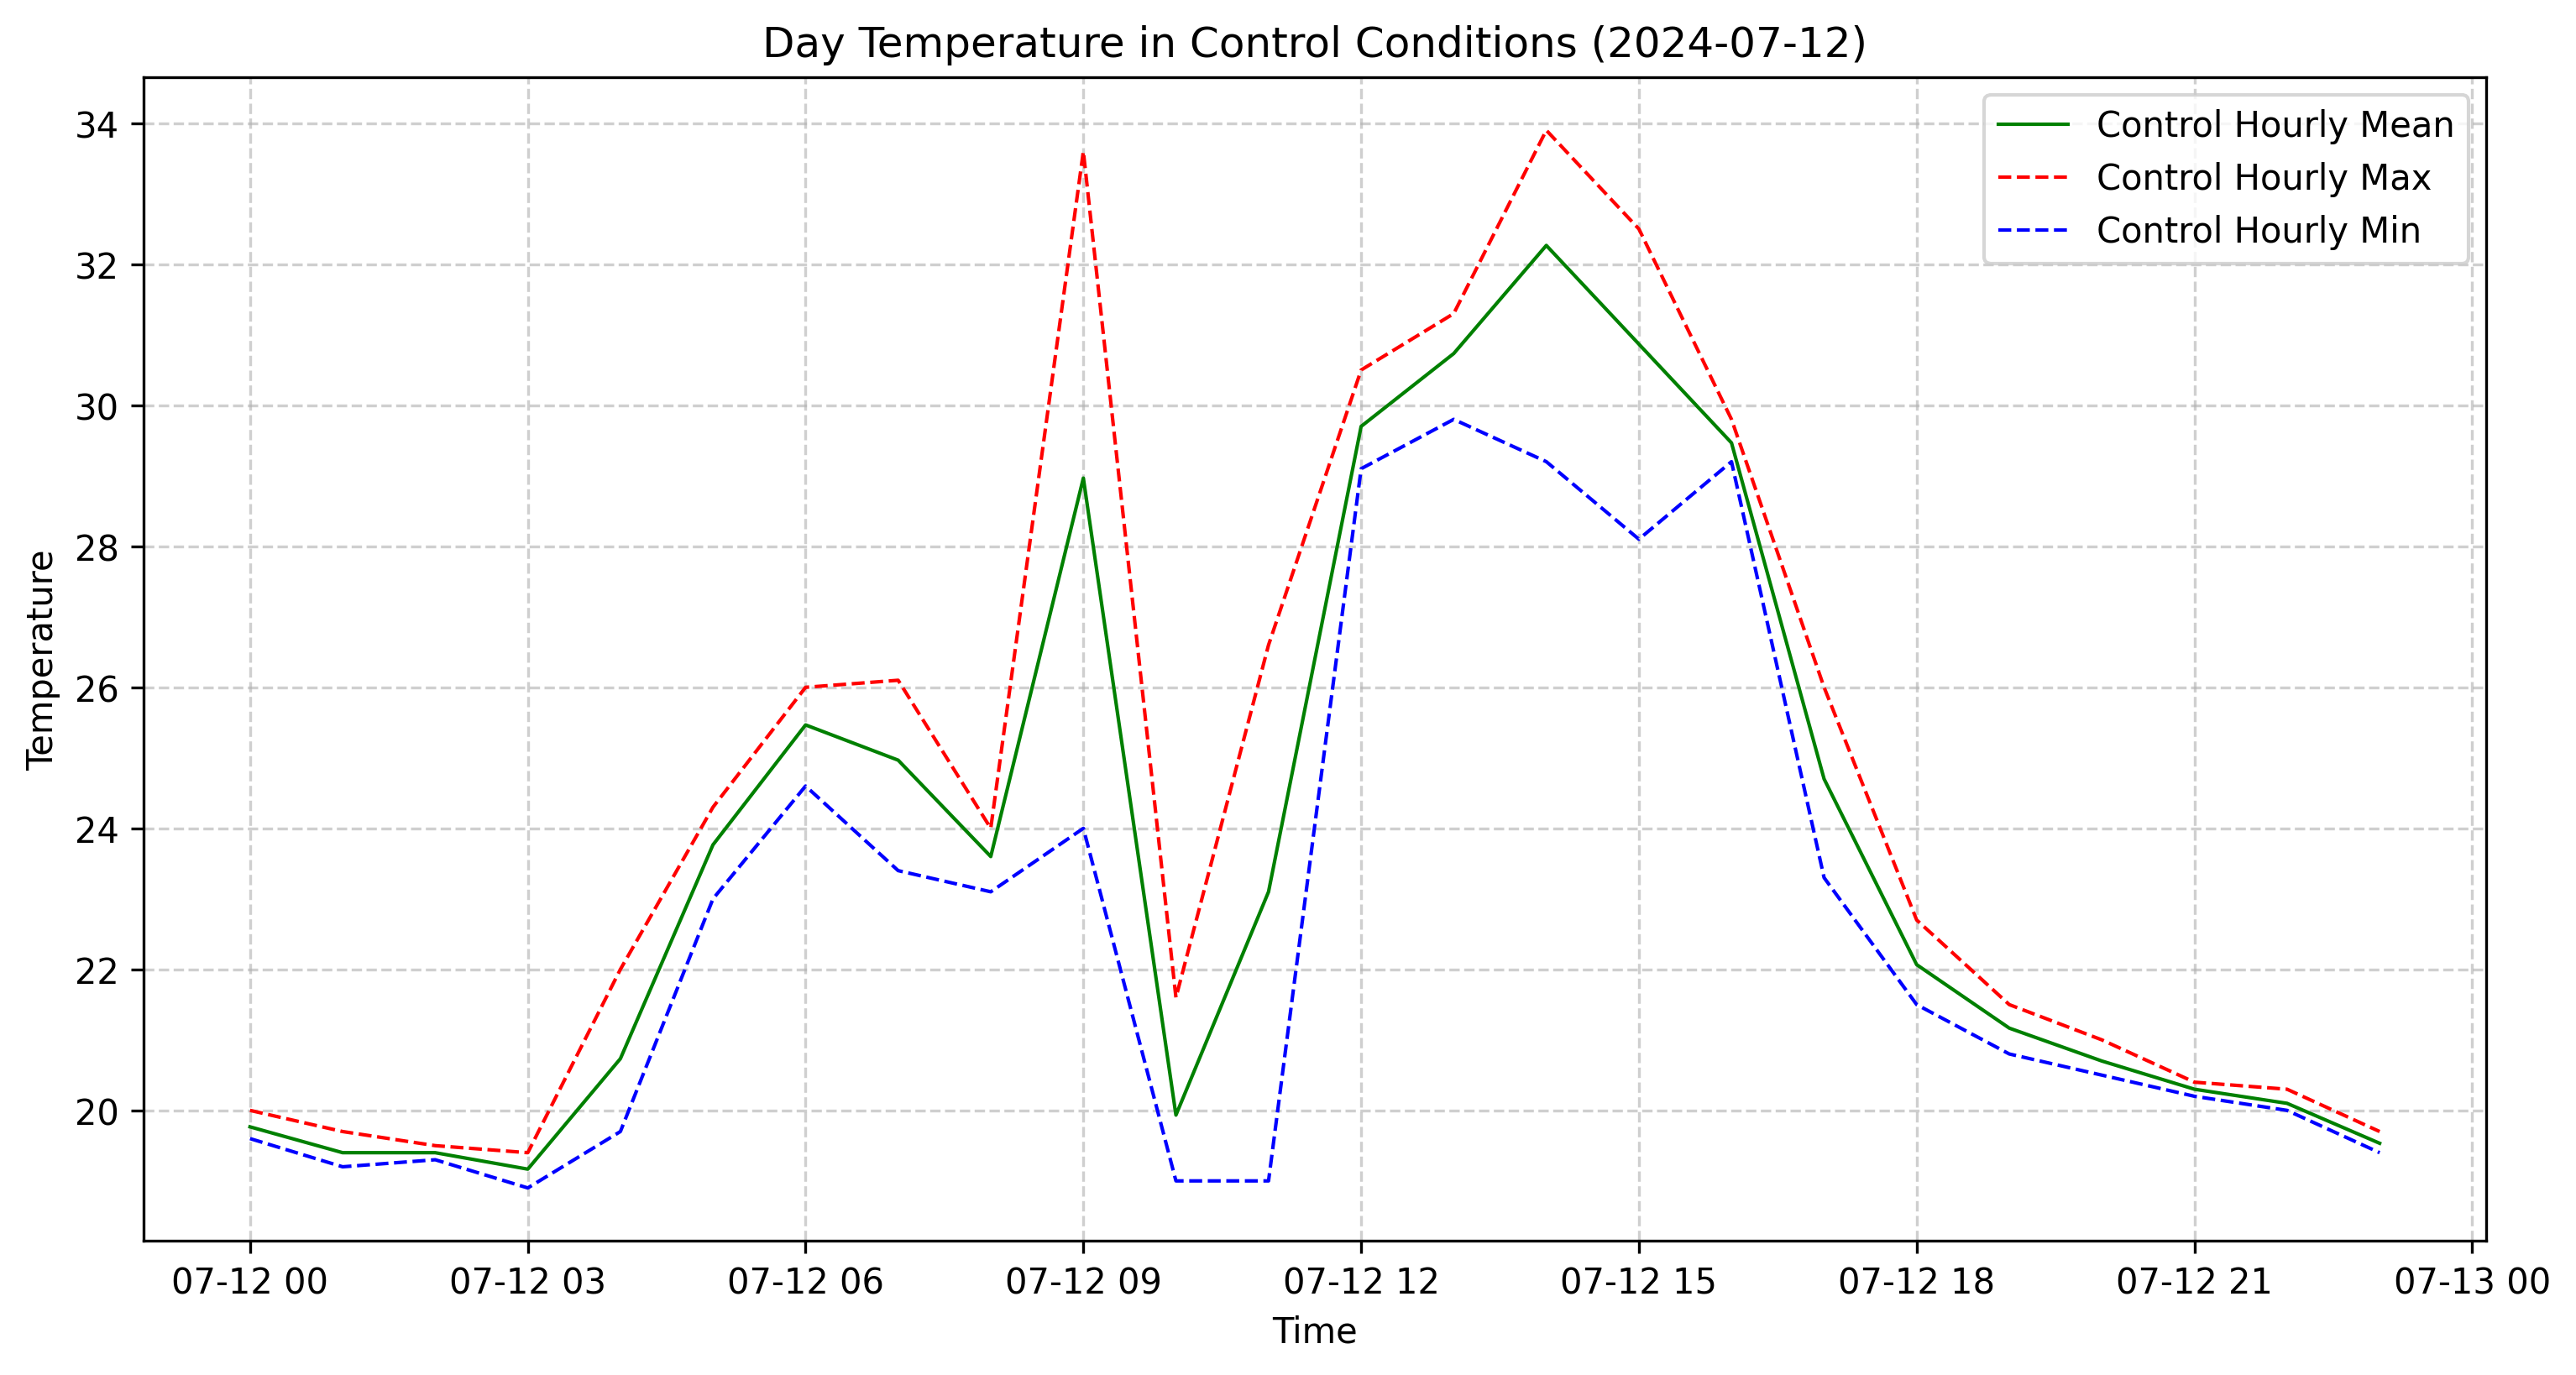 Day Temperature in Control Conditions (2024-07-12)
Control Hourly Mean
Control Hourly Max
Control Hourly Min
Temperature
34
32
30
28
26
24
22
20
07-12 00 07-12 03 07-12 06 07-12 09 07-12 12 07-12 15 07-12 18 07-12 21 07-13 00
Time